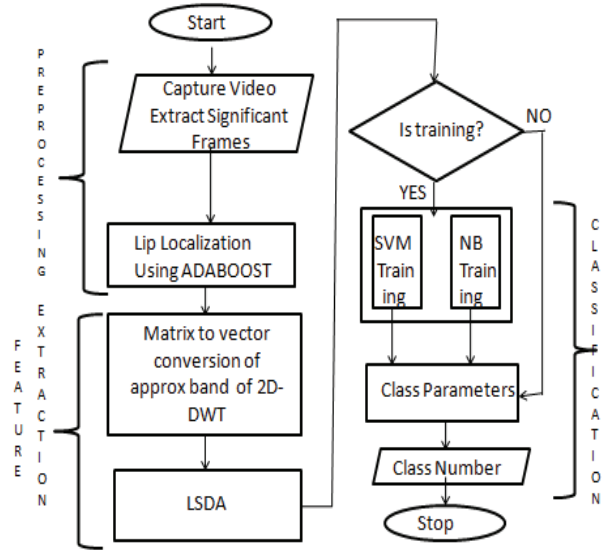 Start
PREPROCESSING
Capture Video
Extract Significant
Frames
Lip Localization
Using ADABOOST
FEATURE
EXTRACTION
Matrix to vector
conversion of
approx band of 2D-
DWT
LSDA
Is training?
NO
YES
SVM
Train
ing
NB
Train
ing
Class Parameters
Class Number
Stop
CLASSIFICATION